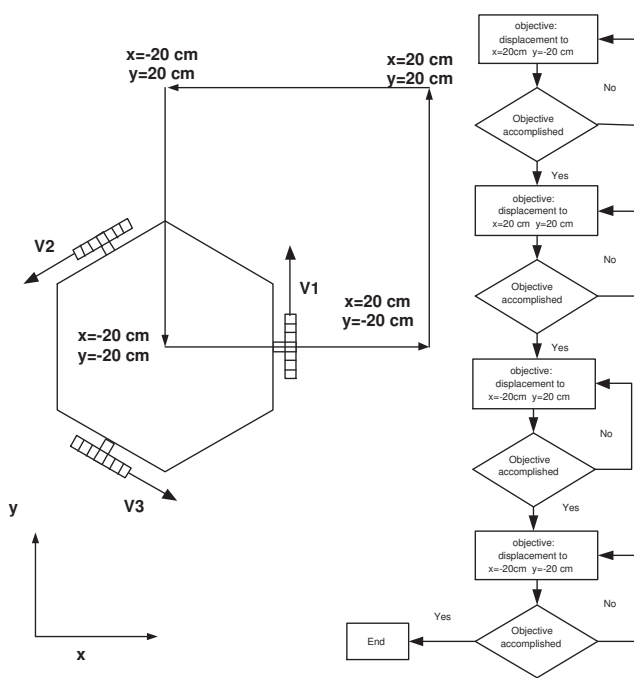 x=-20 cm
y=20 cm
x=20 cm
y=20 cm
V2
V1
x=20 cm
y=-20 cm
x=-20 cm
y=-20 cm
V3
y
x
objective:
displacement to
x=20cm y=-20 cm
No
Objective
accomplished
Yes
objective:
displacement to
x=20 cm y=20 cm
No
Objective
accomplished
Yes
objective:
displacement to
x=-20cm y=20 cm
No
Objective
accomplished
Yes
objective:
displacement to
x=-20cm y=-20 cm
No
Yes
Objective
accomplished
End